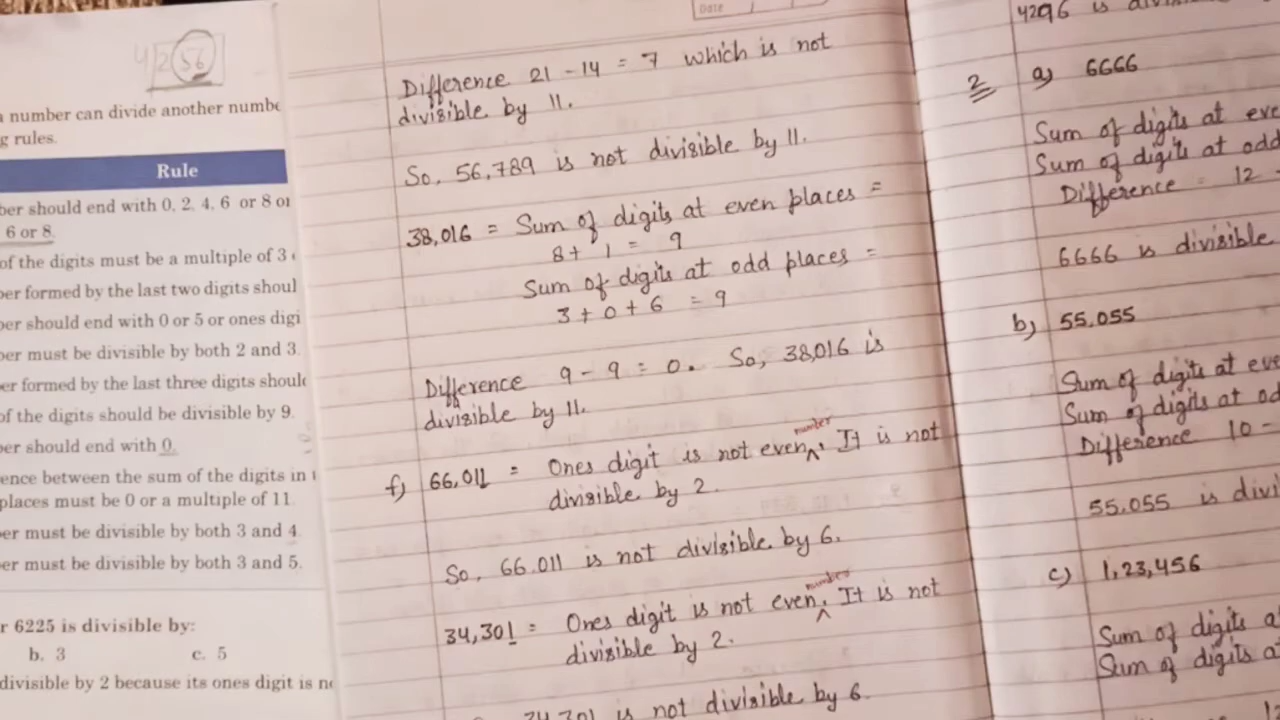 4 2 56
a number can divide another numbe
g rules.
Rule
ber should end with 0, 2, 4, 6 or 8 or
6 or 8.
of the digits must be a multiple of 3
ber formed by the last two digits shoul
ber should end with 0 or 5 or ones digi
ber must be divisible by both 2 and 3.
er formed by the last three digits should
of the digits should be divisible by 9.
ber should end with 0.
ence between the sum of the digits in
places must be 0 or a multiple of 11
er must be divisible by both 3 and 4.
er must be divisible by both 3 and 5.
r 6225 is divisible by:
b. 3 c. 5
divisible by 2 because its ones digit is no
Date
Difference 21 - 14 = 7 which is not
divisible by 11.
So, 56,789 is not divisible by 11.
38,016 = Sum of digits at even places =
8 + 1 = 9
Sum of digits at odd places =
3 + 0 + 6 = 9
Difference 9 - 9 = 0. So, 38,016 is
divisible by 11.
number
f) 66,011 = Ones digit is not even. It is not
divisible by 2.
So, 66.011 is not divisible by 6.
number
34,301 = Ones digit is not even. It is not
divisible by 2.
34,301 is not divisible by 6.
4296 is
2 a) 6666
Sum of digits at eve
Sum of digits at odd
Difference = 12 -
6666 is divisible
b) 55,055
Sum of digits at eve
Sum of digits at od
Difference 10 -
55,055 is divi
c) 1,23,456
Sum of digits a
Sum of digits at